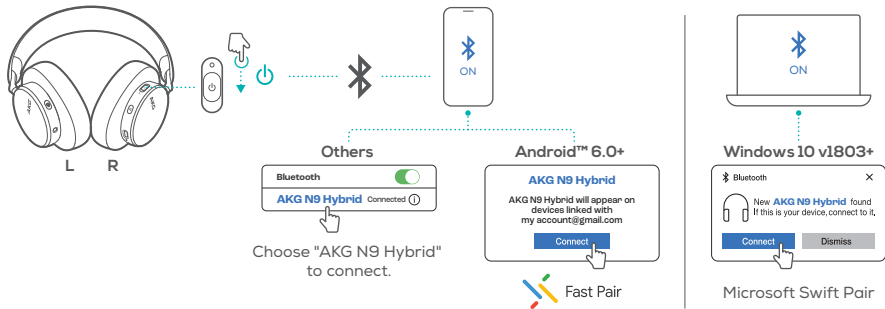 AKG
AKG
L R
ON
ON
Others
Bluetooth
AKG N9 Hybrid Connected
Choose "AKG N9 Hybrid"
to connect.
Android™ 6.0+
AKG N9 Hybrid
AKG N9 Hybrid will appear on
devices linked with
my account@gmail.com
Connect
Fast Pair
Windows 10 v1803+
Bluetooth X
New AKG N9 Hybrid found
If this is your device, connect to it.
Connect Dismiss
Microsoft Swift Pair